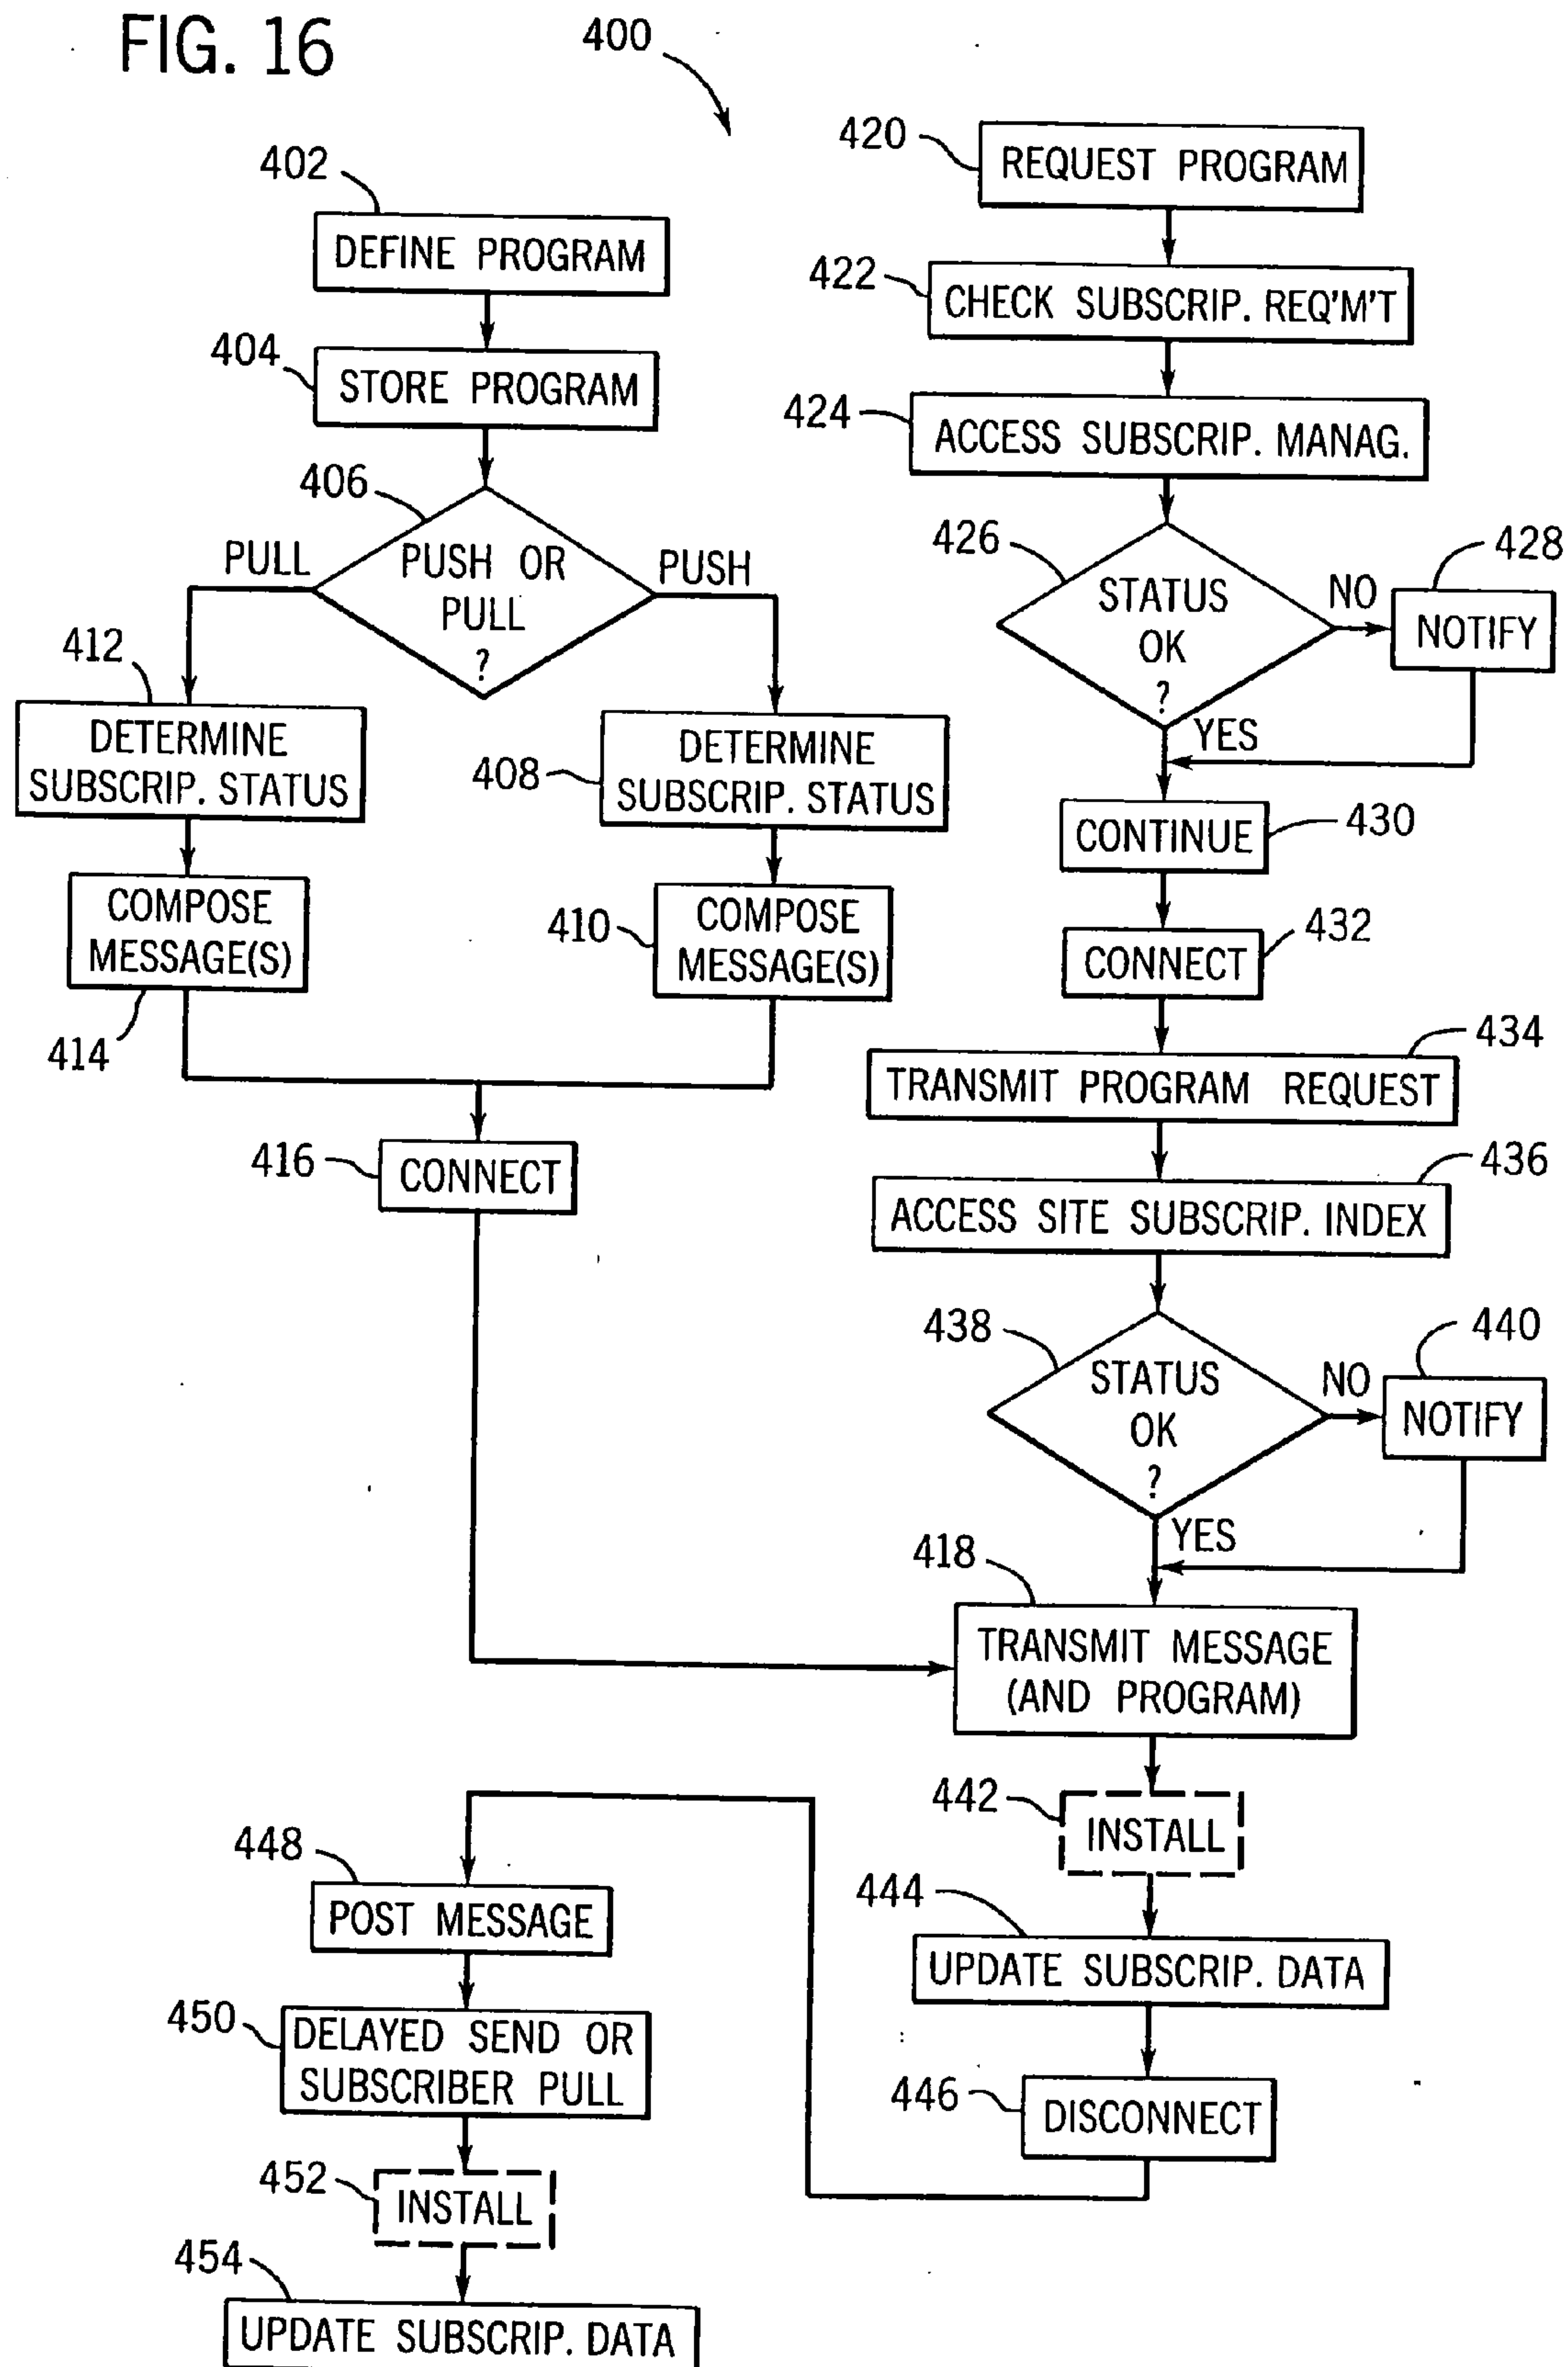 FIG. 16
400
402
DEFINE PROGRAM
404
STORE PROGRAM
406
PUSH OR
PULL
?
PULL
PUSH
412
DETERMINE
SUBSCRIP. STATUS
408
DETERMINE
SUBSCRIP. STATUS
COMPOSE
MESSAGE(S)
414
410
COMPOSE
MESSAGE(S)
416
CONNECT
420
REQUEST PROGRAM
422
CHECK SUBSCRIP. REQ'M'T
424
ACCESS SUBSCRIP. MANAG.
426
STATUS
OK
?
NO
428
NOTIFY
YES
CONTINUE
430
CONNECT
432
434
TRANSMIT PROGRAM REQUEST
436
ACCESS SITE SUBSCRIP. INDEX
438
STATUS
OK
?
NO
440
NOTIFY
YES
418
TRANSMIT MESSAGE
(AND PROGRAM)
442
INSTALL
444
UPDATE SUBSCRIP. DATA
446
DISCONNECT
448
POST MESSAGE
450
DELAYED SEND OR
SUBSCRIBER PULL
452
INSTALL
454
UPDATE SUBSCRIP. DATA